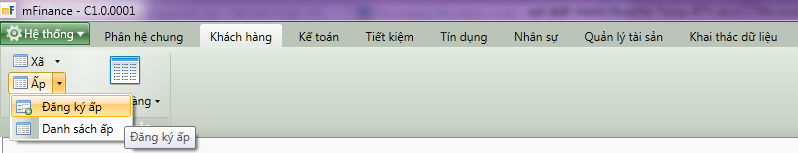 mFinance - C1.0.0001
Hệ thống Phân hệ chung Khách hàng Kế toán Tiết kiệm Tín dụng Nhân sự Quản lý tài sản Khai thác dữ liệu
Xã
Ấp
Đăng ký ấp
Danh sách ấp
Đăng ký ấp